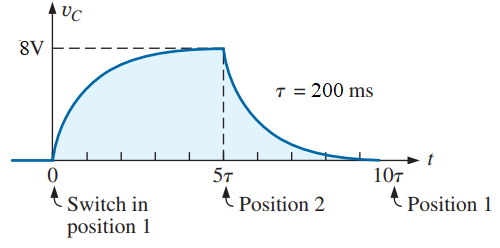 v_C
8V
τ = 200 ms
t
0
5τ
10τ
Switch in
position 1
Position 2
Position 1